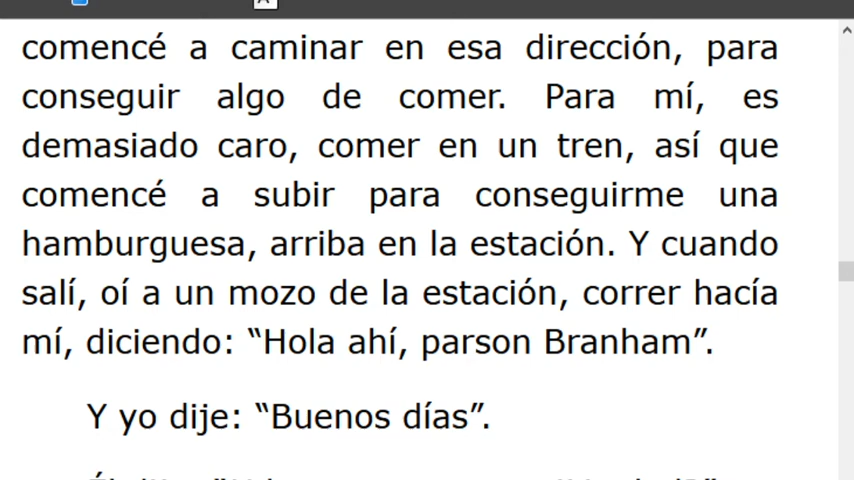 comencé a caminar en esa dirección, para
conseguir algo de comer. Para mí, es
demasiado caro, comer en un tren, así que
comencé a subir para conseguirme una
hamburguesa, arriba en la estación. Y cuando
salí, oí a un mozo de la estación, correr hacía
mí, diciendo: “Hola ahí, parson Branham”.
Y yo dije: “Buenos días”.